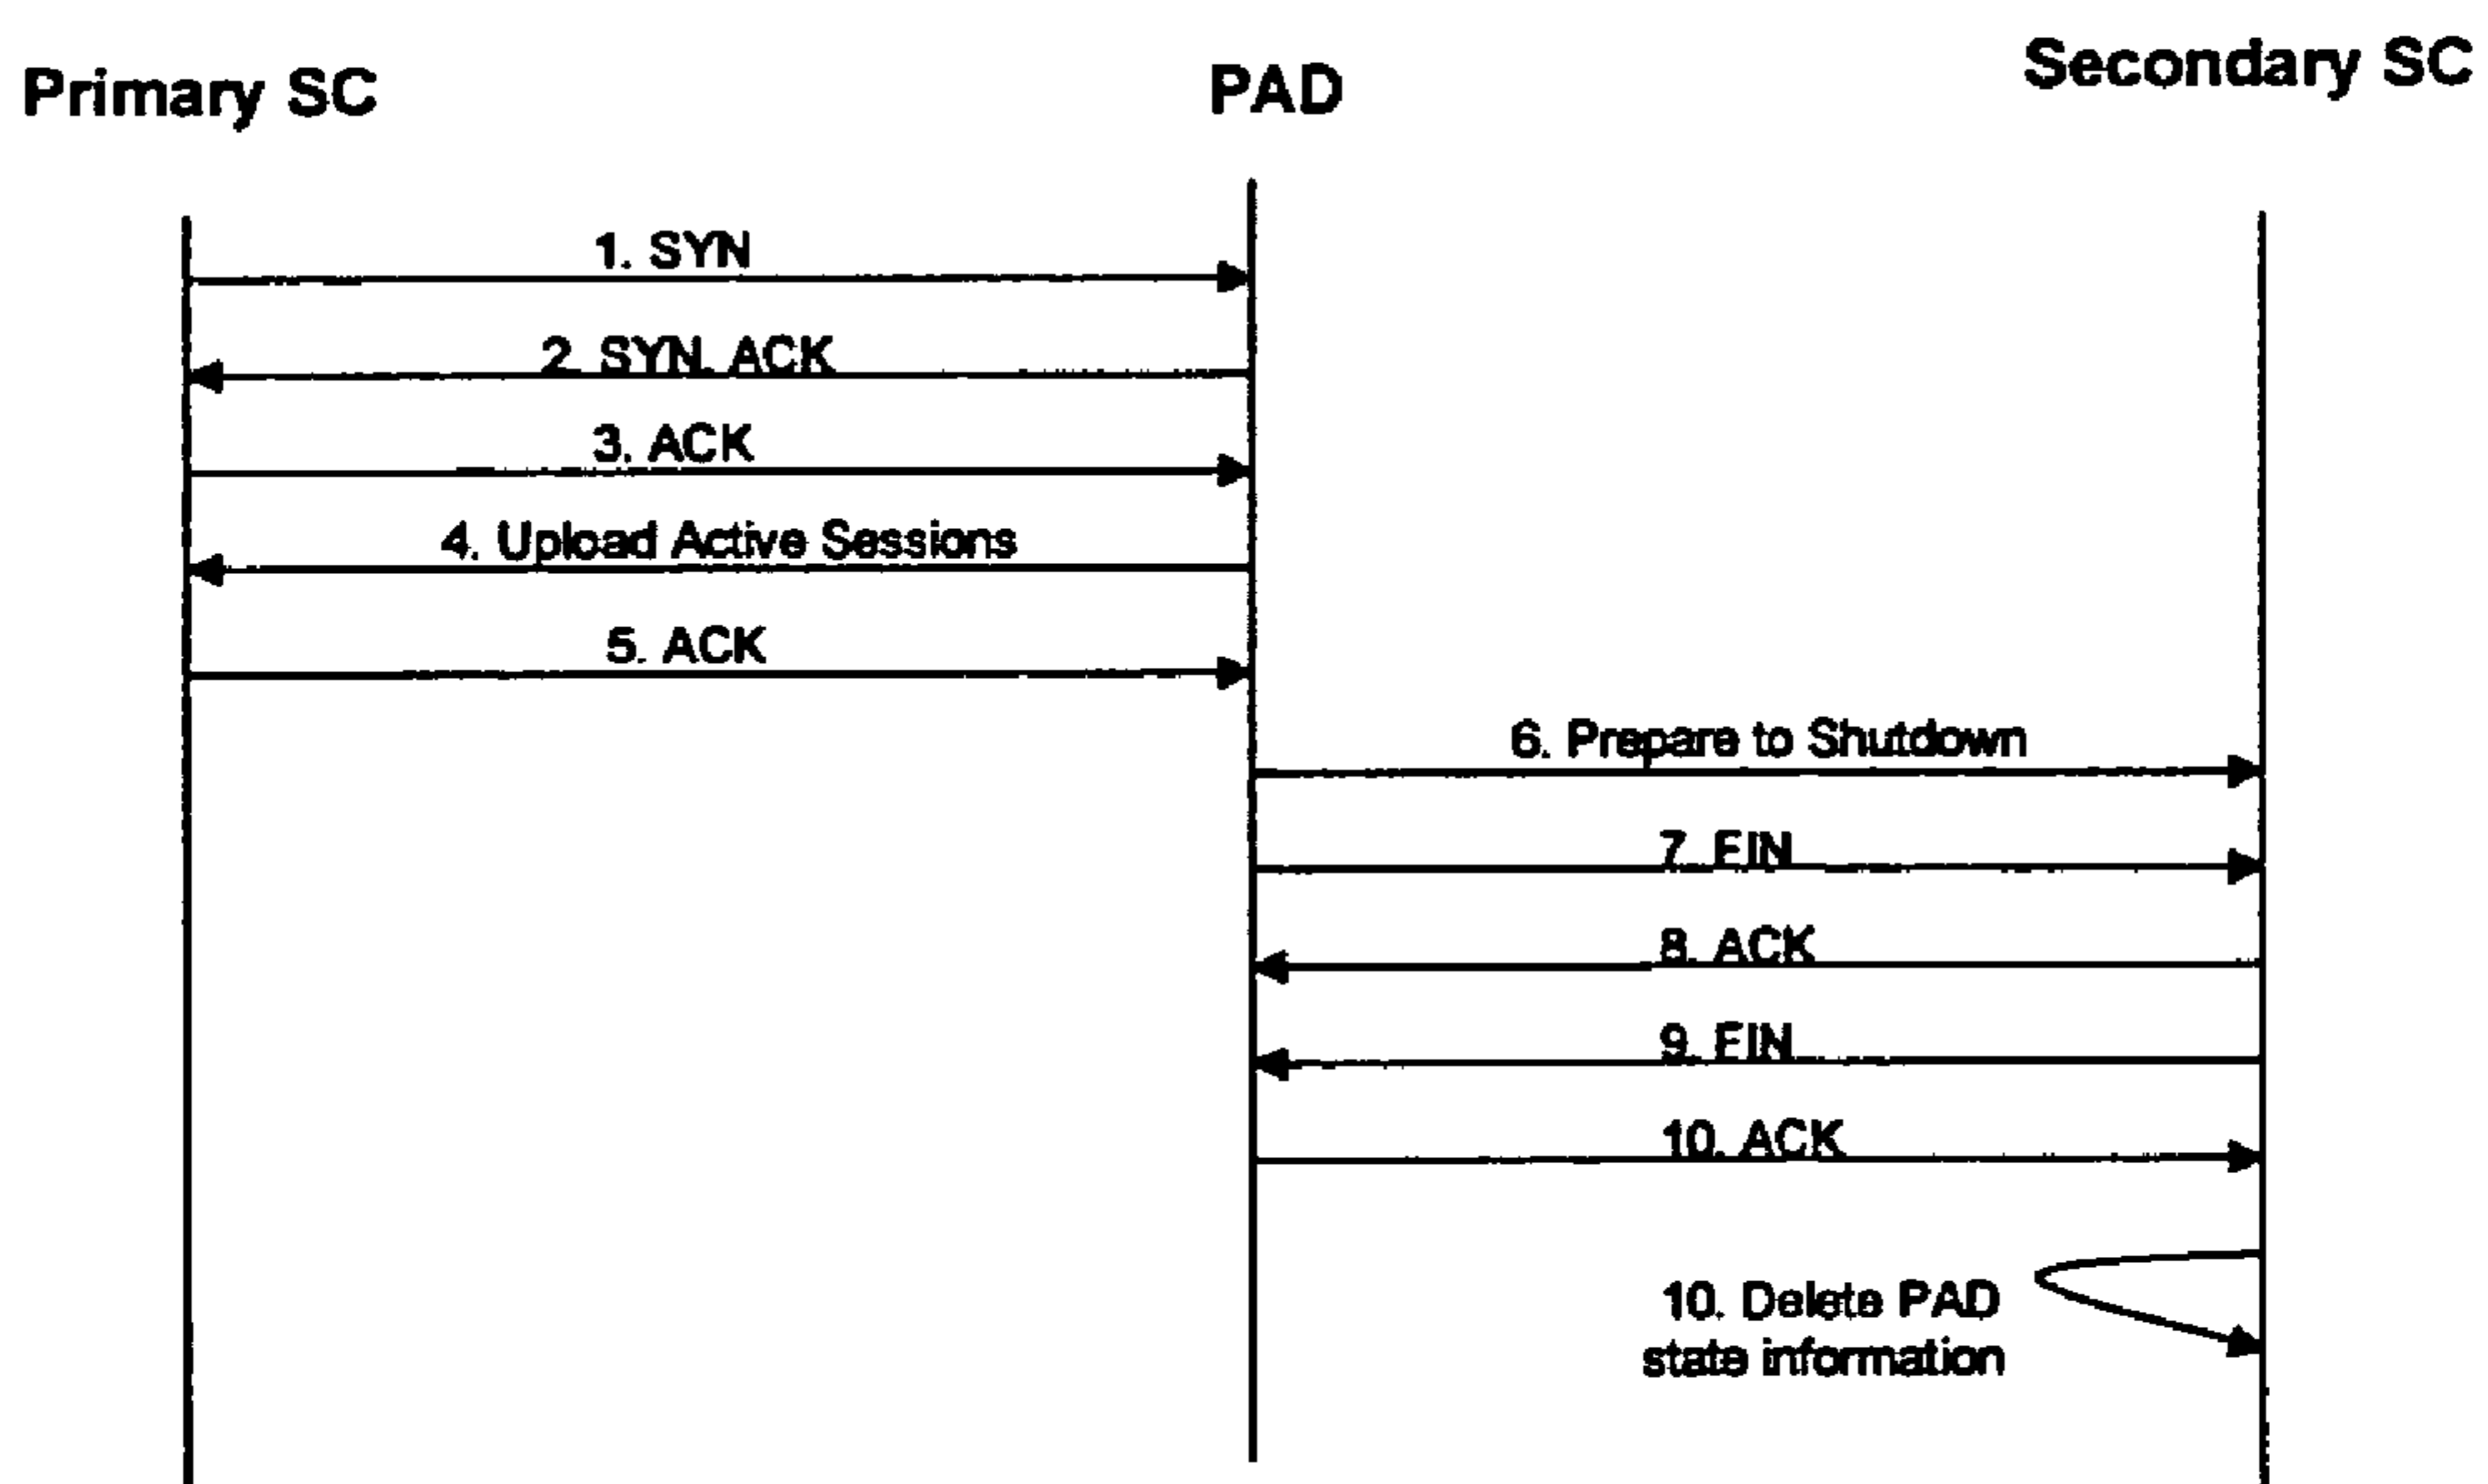 Primary SC
PAD
Secondary SC
1. SYN
2. SYN, ACK
3. ACK
4. Upload Active Sessions
5. ACK
6. Prepare to Shutdown
7. FIN
8. ACK
9. FIN
10. ACK
10. Delete PAD
state information